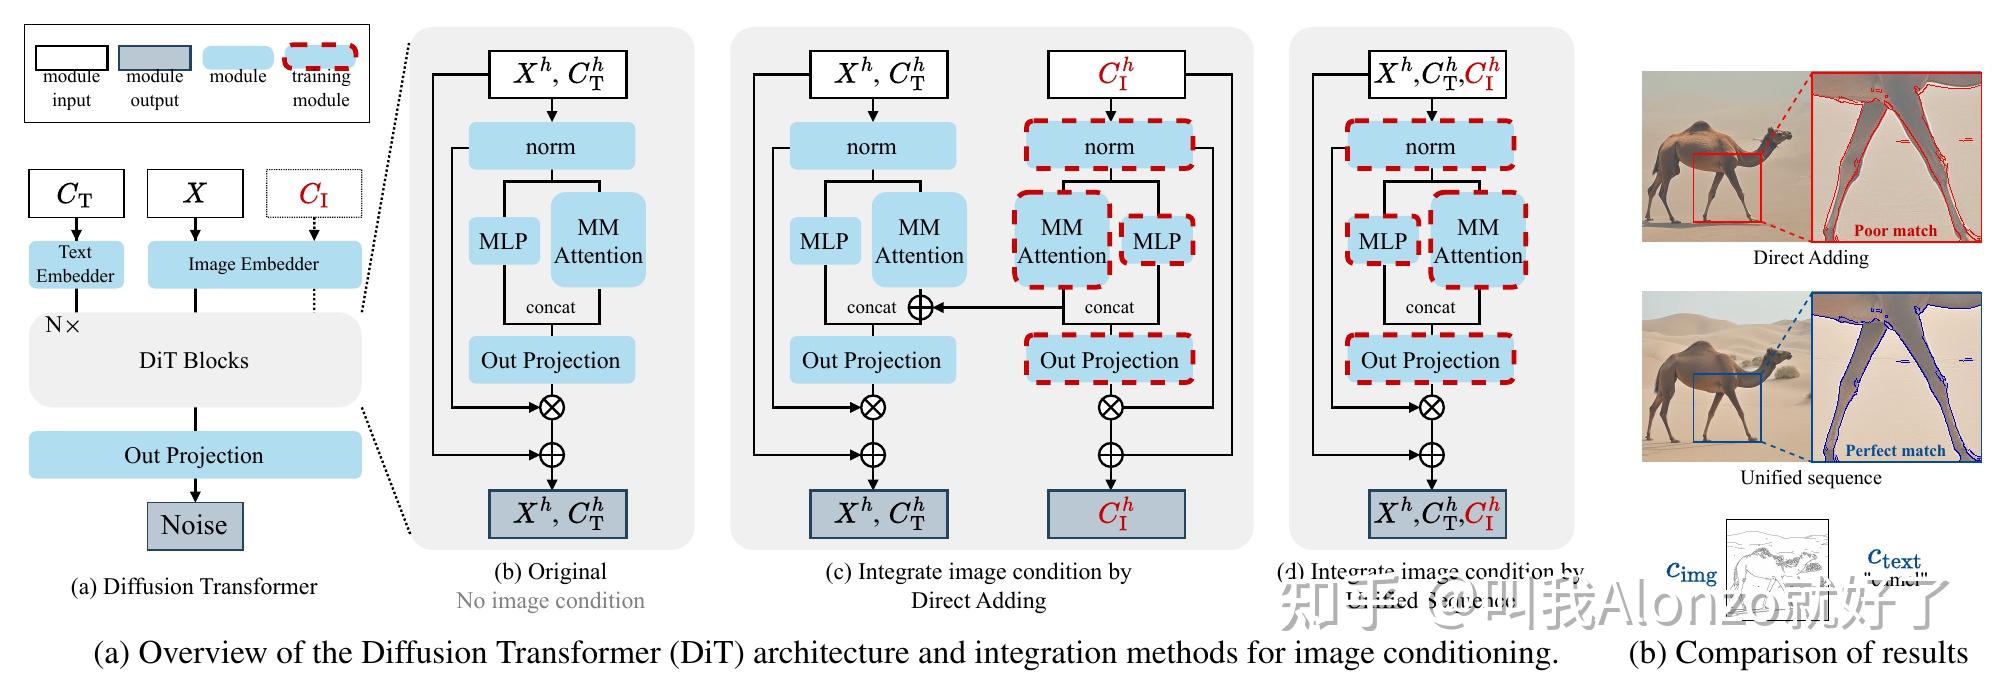 module input
module output
module
training module
C_T
X
C_I
Text Embedder
Image Embedder
N×
DiT Blocks
Out Projection
Noise
(a) Diffusion Transformer
X^h, C_T^h
norm
MLP
MM Attention
concat
Out Projection
X^h, C_T^h
(b) Original
No image condition
X^h, C_T^h
C_I^h
norm
norm
MLP
MM Attention
MM Attention
MLP
concat
concat
Out Projection
Out Projection
X^h, C_T^h
C_I^h
(c) Integrate image condition by
Direct Adding
X^h,C_T^h,C_I^h
norm
MLP
MM Attention
concat
Out Projection
X^h,C_T^h,C_I^h
(d) Integrate image condition by
Unified Sequence
Poor match
Direct Adding
Perfect match
Unified sequence
c_img
c_text
知乎 @叫我Alonzo就好了
(a) Overview of the Diffusion Transformer (DiT) architecture and integration methods for image conditioning.
(b) Comparison of results